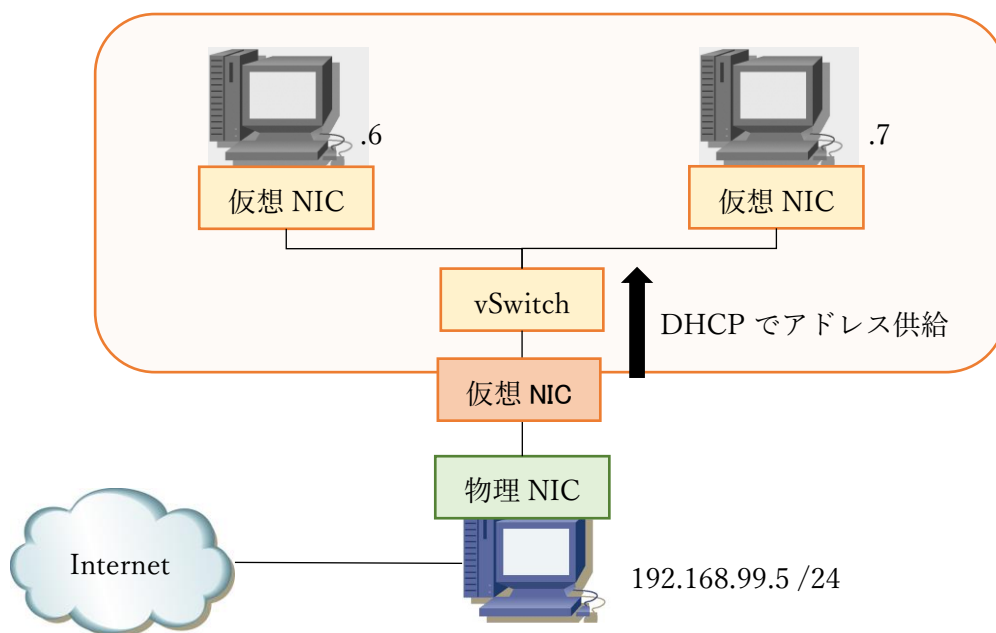 .6
.7
仮想 NIC
仮想 NIC
vSwitch
DHCP でアドレス供給
仮想 NIC
物理 NIC
Internet
192.168.99.5 /24